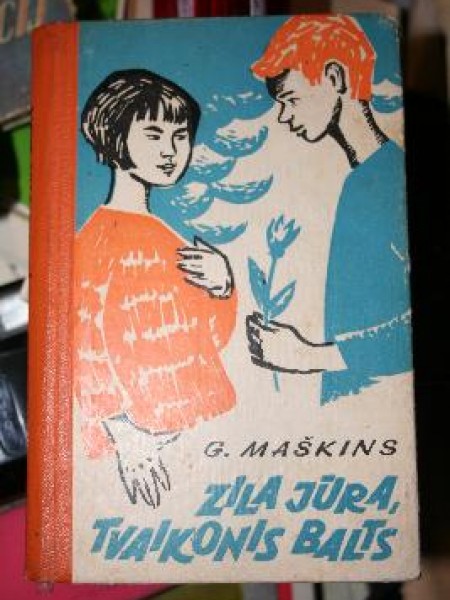 G. MAŠKINS
ZILA JŪRA,
TVAIKONIS BALTS